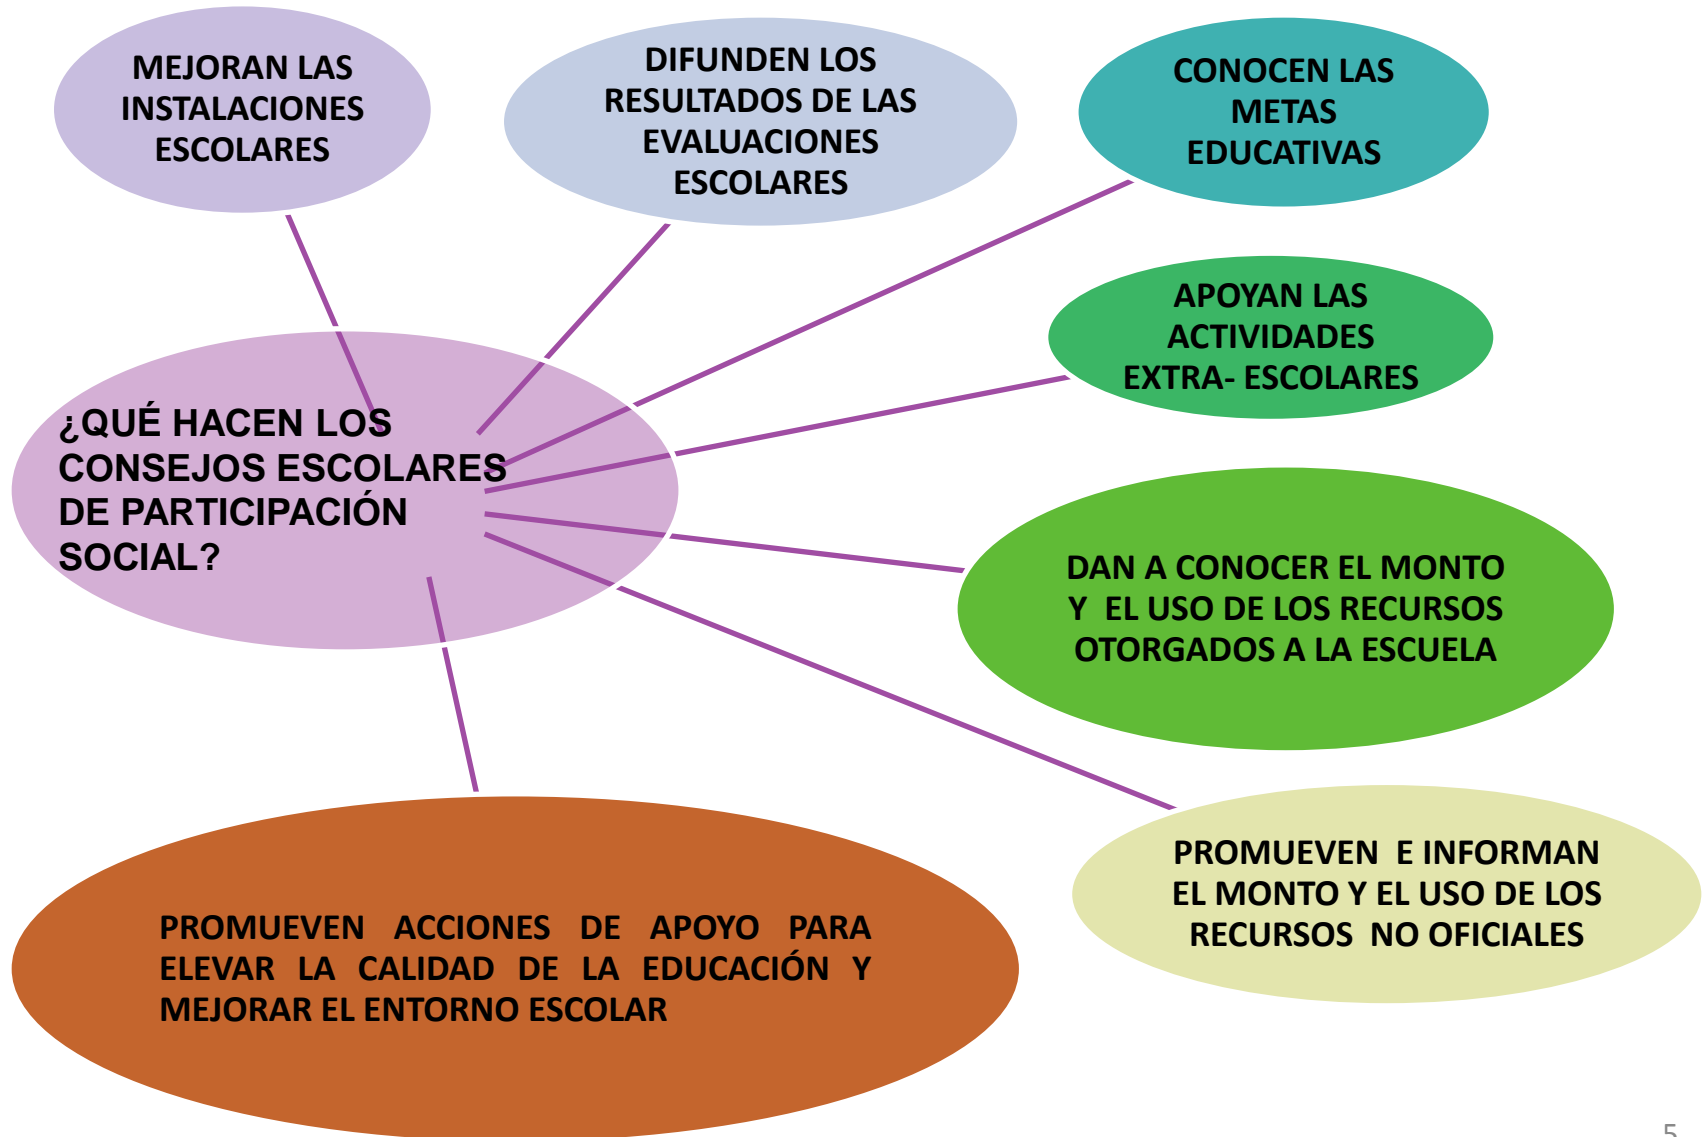 MEJORAN LAS
INSTALACIONES
ESCOLARES
DIFUNDEN LOS
RESULTADOS DE LAS
EVALUACIONES
ESCOLARES
CONOCEN LAS
METAS
EDUCATIVAS
APOYAN LAS
ACTIVIDADES
EXTRA- ESCOLARES
¿QUÉ HACEN LOS
CONSEJOS ESCOLARES
DE PARTICIPACIÓN
SOCIAL?
DAN A CONOCER EL MONTO
Y EL USO DE LOS RECURSOS
OTORGADOS A LA ESCUELA
PROMUEVEN E INFORMAN
EL MONTO Y EL USO DE LOS
RECURSOS NO OFICIALES
PROMUEVEN ACCIONES DE APOYO PARA
ELEVAR LA CALIDAD DE LA EDUCACIÓN Y
MEJORAR EL ENTORNO ESCOLAR
5